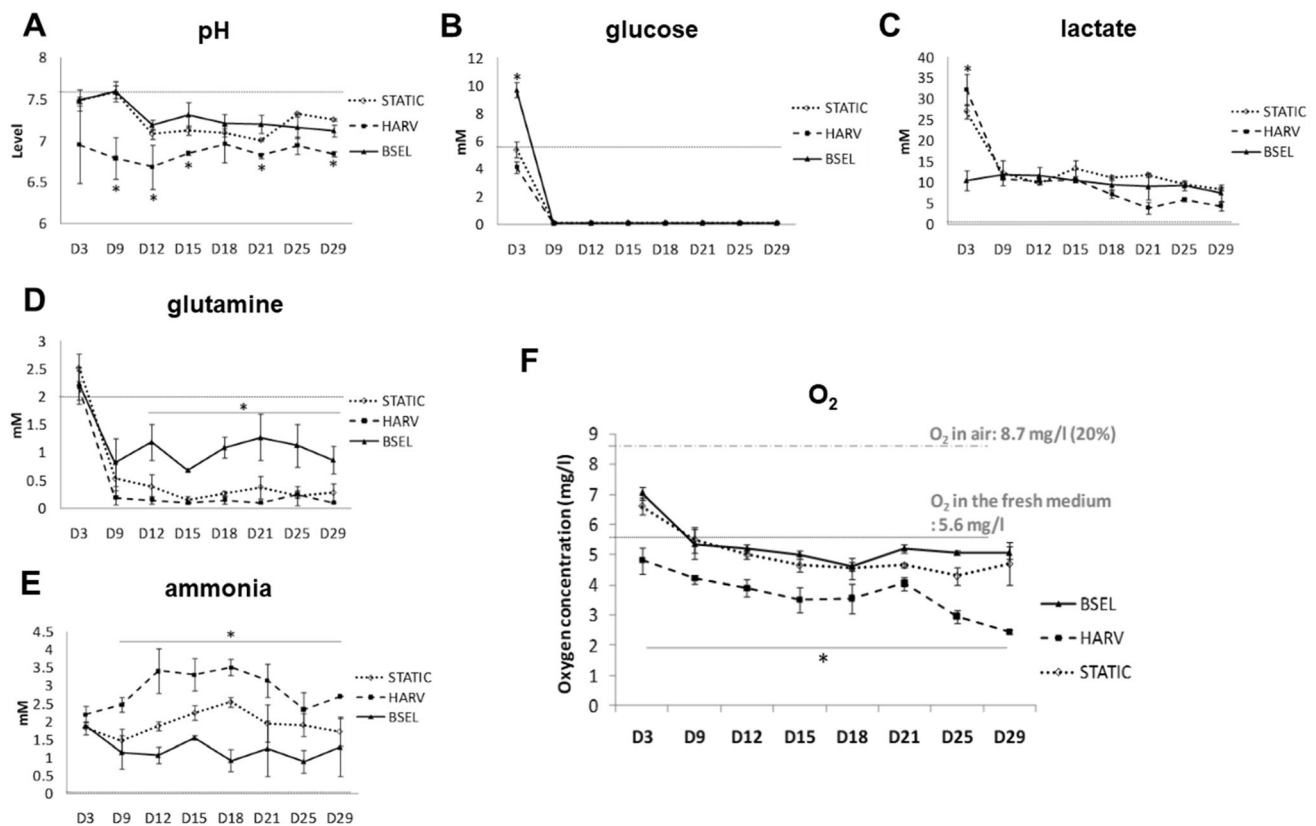 A
pH
8
7.5
7
6.5
6
Level
* * * * *
D3 D9 D12 D15 D18 D21 D25 D29
STATIC
HARV
BSEL
B
glucose
12
10
8
6
4
2
0
mM
*
D3 D9 D12 D15 D18 D21 D25 D29
STATIC
HARV
BSEL
C
lactate
40
35
30
25
20
15
10
5
0
mM
*
D3 D9 D12 D15 D18 D21 D25 D29
STATIC
HARV
BSEL
D
glutamine
3
2.5
2
1.5
1
0.5
0
mM
*
D3 D9 D12 D15 D18 D21 D25 D29
STATIC
HARV
BSEL
E
ammonia
4.5
4
3.5
3
2.5
2
1.5
1
0.5
0
mM
*
D3 D9 D12 D15 D18 D21 D25 D29
STATIC
HARV
BSEL
F
O₂
9
8
7
6
5
4
3
2
1
0
Oxygen concentration (mg/l)
O₂ in air: 8.7 mg/l (20%)
O₂ in the fresh medium
: 5.6 mg/l
*
D3 D9 D12 D15 D18 D21 D25 D29
BSEL
HARV
STATIC